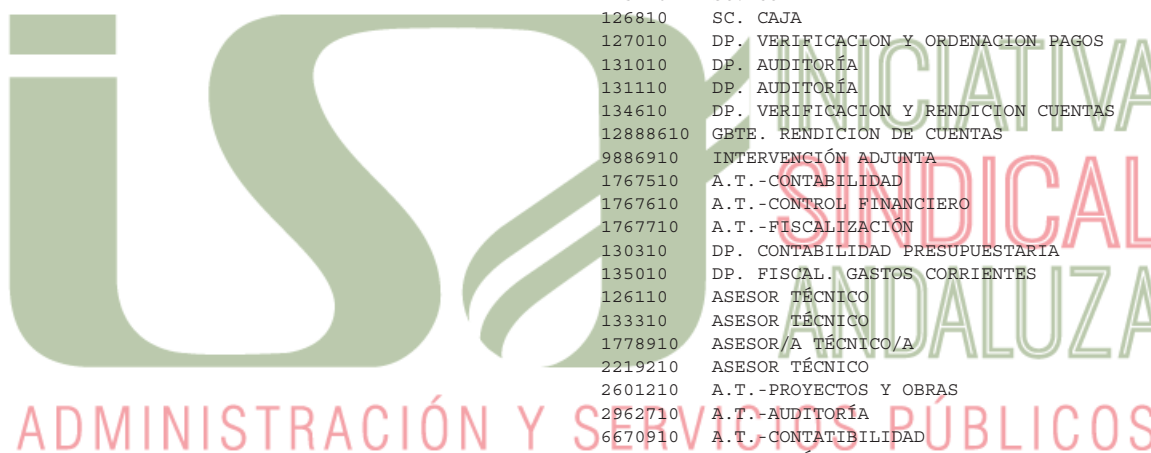 126810 SC. CAJA
127010 DP. VERIFICACION Y ORDENACION PAGOS
131010 DP. AUDITORÍA
131110 DP. AUDITORÍA
134610 DP. VERIFICACION Y RENDICION CUENTAS
12888610 GBTE. RENDICION DE CUENTAS
9886910 INTERVENCIÓN ADJUNTA
1767510 A.T.-CONTABILIDAD
1767610 A.T.-CONTROL FINANCIERO
1767710 A.T.-FISCALIZACIÓN
130310 DP. CONTABILIDAD PRESUPUESTARIA
135010 DP. FISCAL. GASTOS CORRIENTES
126110 ASESOR TÉCNICO
133310 ASESOR TÉCNICO
1778910 ASESOR/A TÉCNICO/A
2219210 ASESOR TÉCNICO
2601210 A.T.-PROYECTOS Y OBRAS
2962710 A.T.-AUDITORÍA
6670910 A.T.-CONTATIBILIDAD
isa
INICIATIVA
SINDICAL
ANDALUZA
ADMINISTRACIÓN Y SERVICIOS PÚBLICOS